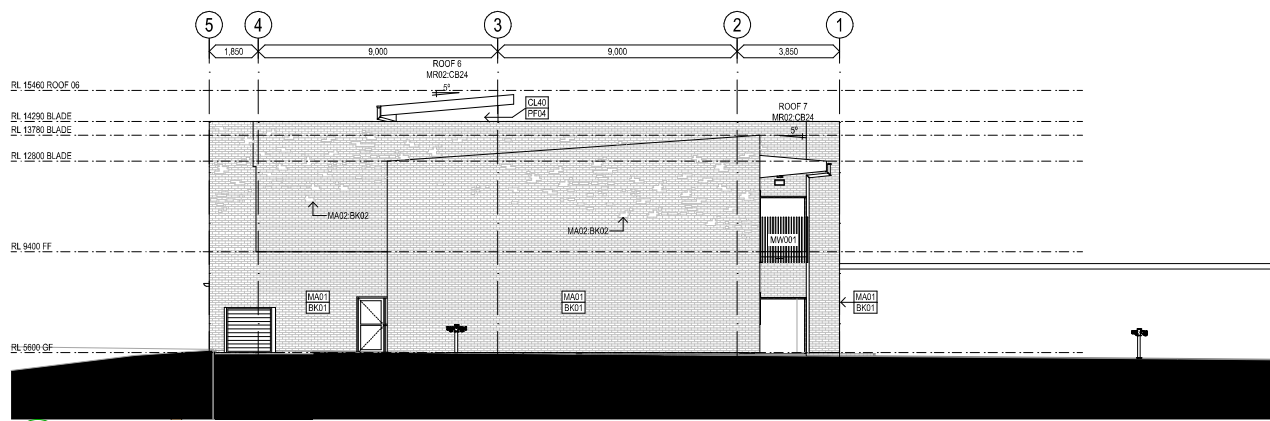 5 4 3 2 1
1,850 9,000 9,000 3,850
ROOF 6
MR02:CB24
5°
RL 15460 ROOF 06
CL40
PF04
ROOF 7
MR02:CB24
5°
RL 14290 BLADE
RL 13780 BLADE
RL 12800 BLADE
MA02:BK02
MA02:BK02
MW001
RL 9400 FF
MA01
BK01
MA01
BK01
MA01
BK01
RL 5600 GF